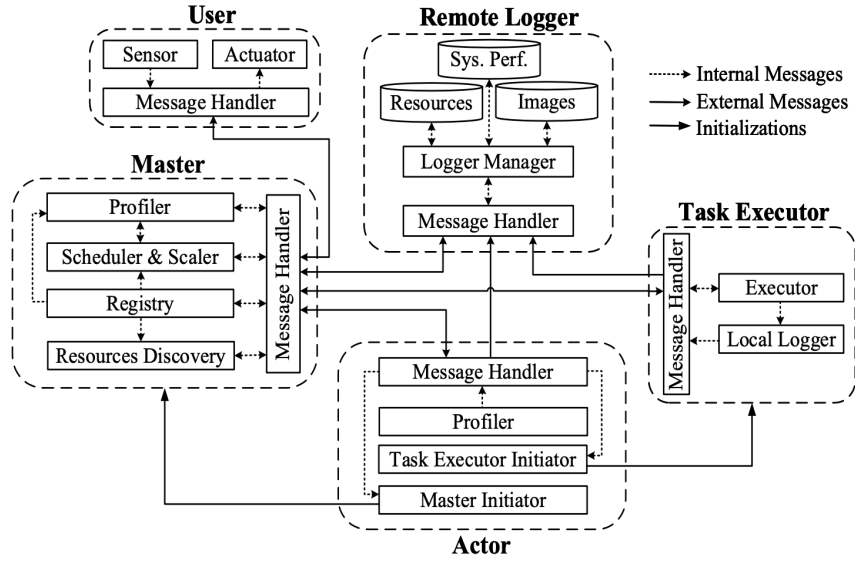 User
Sensor
Actuator
Message Handler
Remote Logger
Sys. Perf.
Resources
Images
Logger Manager
Message Handler
Internal Messages
External Messages
Initializations
Master
Profiler
Scheduler & Scaler
Registry
Resources Discovery
Message Handler
Task Executor
Message Handler
Executor
Local Logger
Message Handler
Profiler
Task Executor Initiator
Master Initiator
Actor